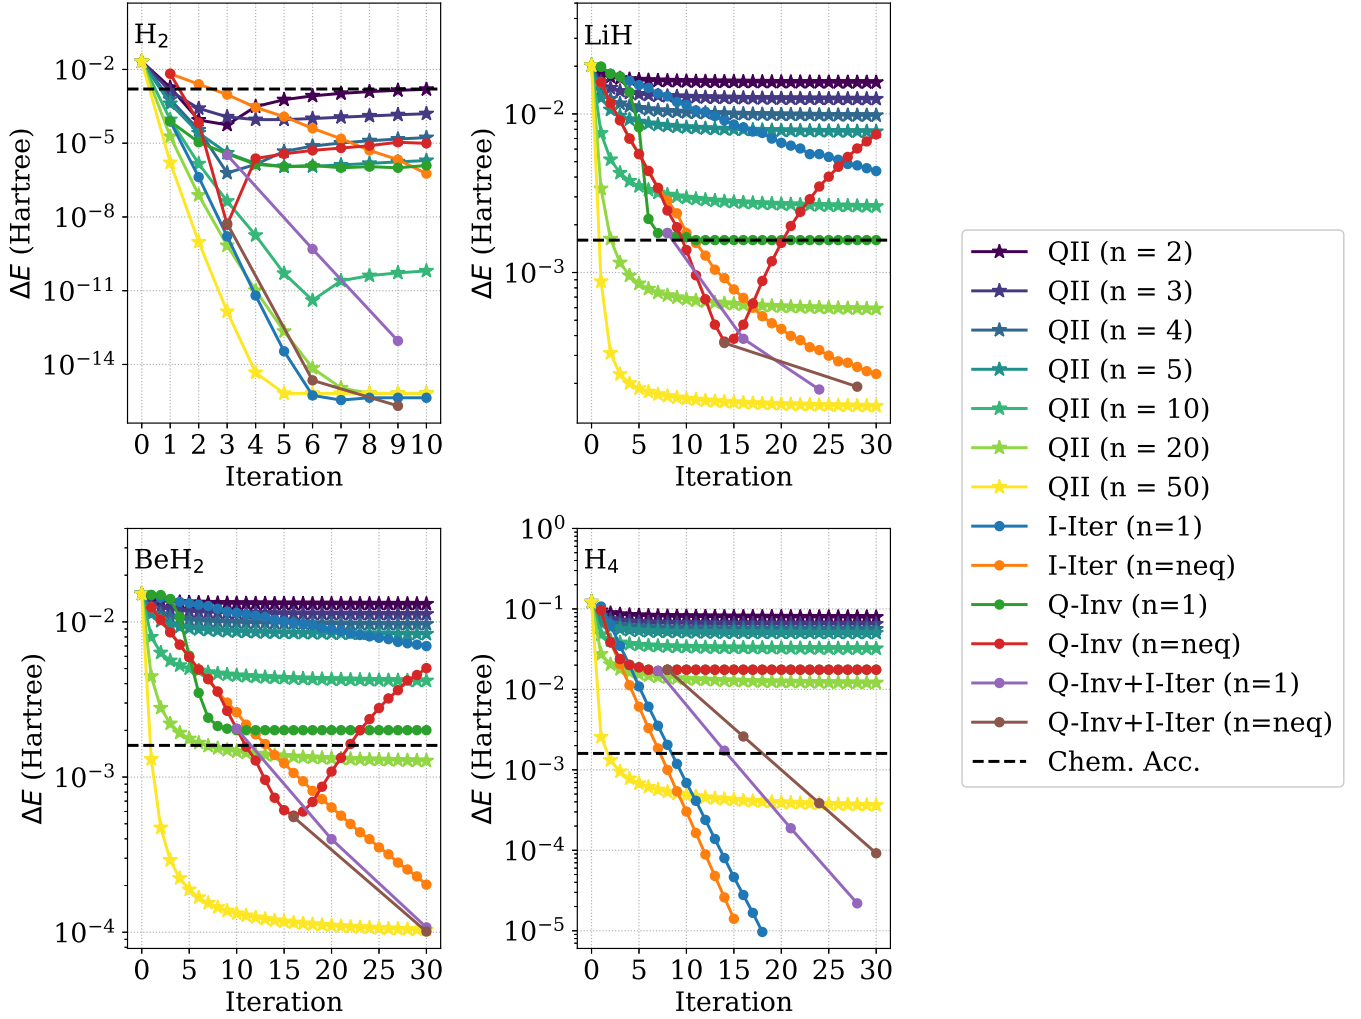 H₂
10⁻²
10⁻⁵
10⁻⁸
10⁻¹¹
10⁻¹⁴
ΔE (Hartree)
0 1 2 3 4 5 6 7 8 9 10
Iteration
LiH
10⁻²
10⁻³
ΔE (Hartree)
0 5 10 15 20 25 30
Iteration
BeH₂
10⁻²
10⁻³
10⁻⁴
ΔE (Hartree)
0 5 10 15 20 25 30
Iteration
H₄
10⁰
10⁻¹
10⁻²
10⁻³
10⁻⁴
10⁻⁵
ΔE (Hartree)
0 5 10 15 20 25 30
Iteration
QII (n = 2)
QII (n = 3)
QII (n = 4)
QII (n = 5)
QII (n = 10)
QII (n = 20)
QII (n = 50)
I-Iter (n=1)
I-Iter (n=neq)
Q-Inv (n=1)
Q-Inv (n=neq)
Q-Inv+I-Iter (n=1)
Q-Inv+I-Iter (n=neq)
Chem. Acc.